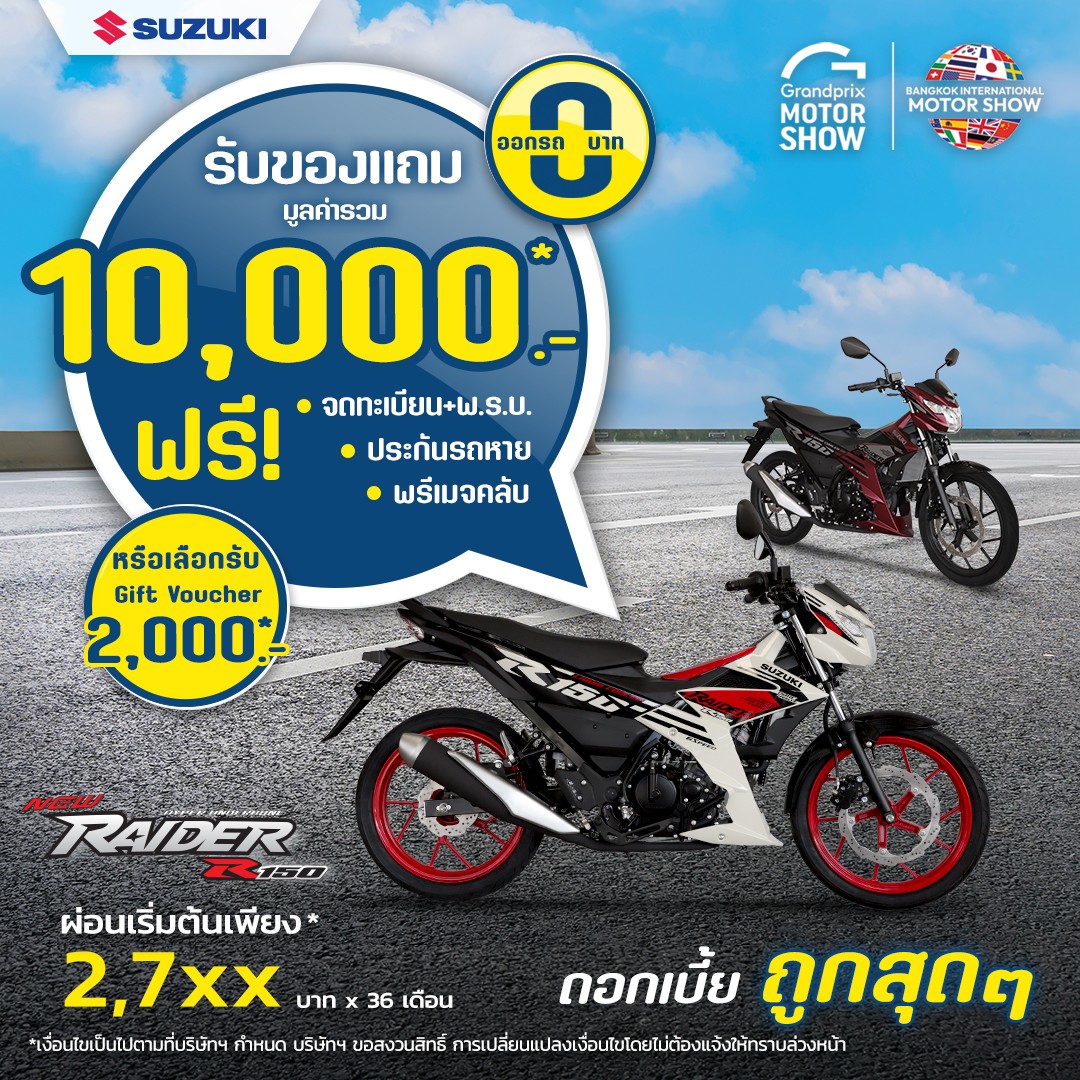 SUZUKI
Grandprix
MOTOR
SHOW
BANGKOK INTERNATIONAL
MOTOR SHOW
ออกรถ 0 บาท
รับของแถม
มูลค่ารวม
10,000.-*
ฟรี!
• จดทะเบียน+พ.ร.บ.
• ประกันรถหาย
• พรีเมจคลับ
หรือเลือกรับ
Gift Voucher
2,000.-*
R150
R150
SUZUKI
RAIDER
6 SPEED
NEW
HYPER UNDERBONE
RAIDER
R150
ผ่อนเริ่มต้นเพียง*
2,7xx บาท x 36 เดือน
ดอกเบี้ย ถูกสุดๆ
*เงื่อนไขเป็นไปตามที่บริษัทฯ กำหนด บริษัทฯ ขอสงวนสิทธิ์ การเปลี่ยนแปลงเงื่อนไขโดยไม่ต้องแจ้งให้ทราบล่วงหน้า